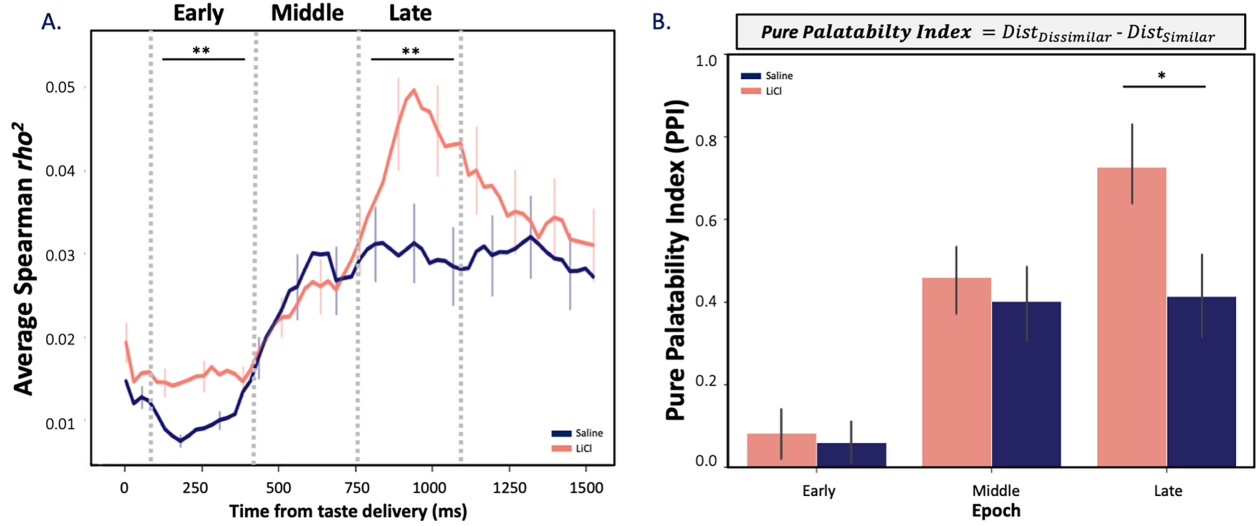 A.
Early Middle Late
** **
Average Spearman rho²
0.05
0.04
0.03
0.02
0.01
Saline
LiCl
0 250 500 750 1000 1250 1500
Time from taste delivery (ms)
B.
Pure Palatabilty Index = Dist_Dissimilar - Dist_Similar
Pure Palatability Index (PPI)
1.0
0.8
0.6
0.4
0.2
0.0
Saline
LiCl
*
Early Middle Late
Epoch